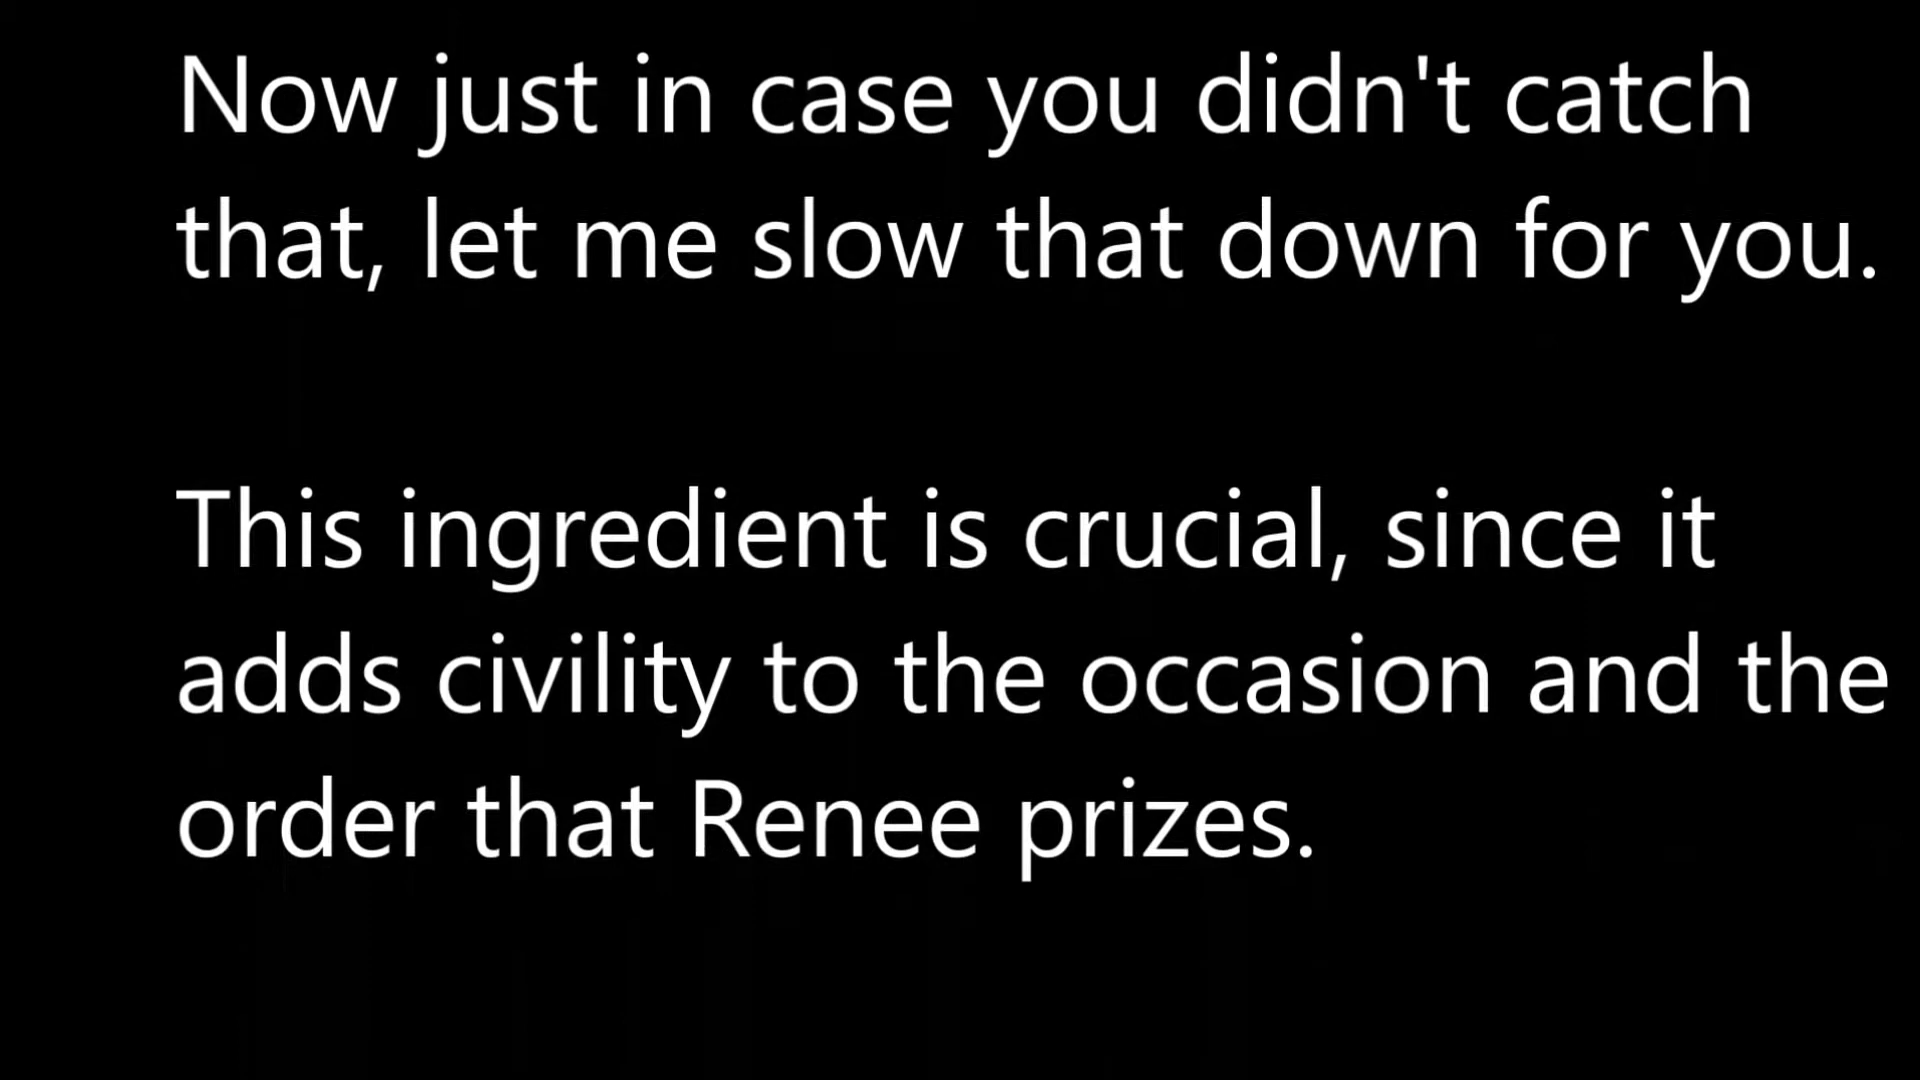 Now just in case you didn't catch
that, let me slow that down for you.
This ingredient is crucial, since it
adds civility to the occasion and the
order that Renee prizes.